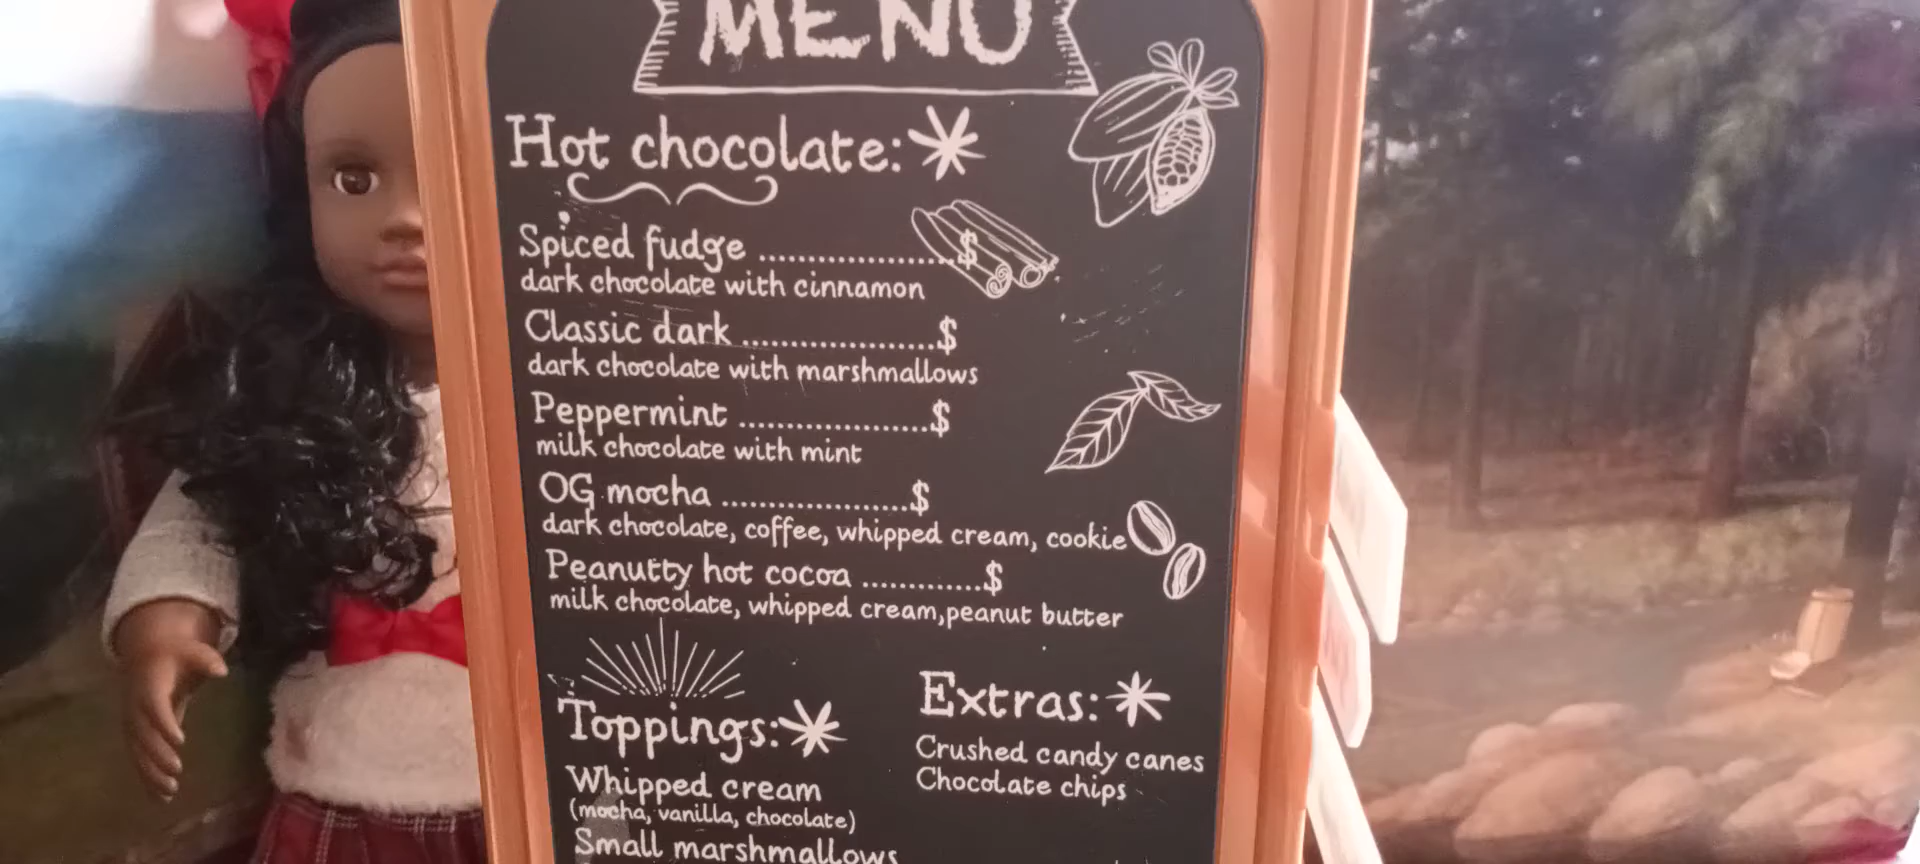 MENU
Hot chocolate:
Spiced fudge ....................$
dark chocolate with cinnamon
Classic dark ....................$
dark chocolate with marshmallows
Peppermint ....................$
milk chocolate with mint
OG mocha ....................$
dark chocolate, coffee, whipped cream, cookie
Peanutty hot cocoa .............$
milk chocolate, whipped cream,peanut butter
Toppings:
Whipped cream
(mocha, vanilla, chocolate)
Small marshmallows
Extras:
Crushed candy canes
Chocolate chips